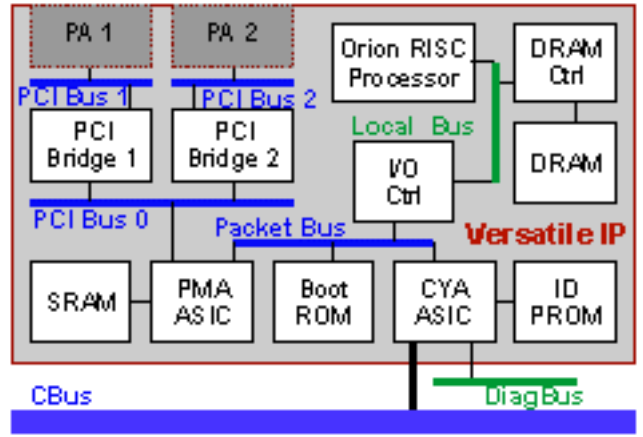 PA 1
PA 2
Orion RISC
Processor
DRAM
Ctrl
PCI Bus 1
PCI Bus 2
PCI
Bridge 1
PCI
Bridge 2
Local Bus
I/O
Ctrl
DRAM
PCI Bus 0
Packet Bus
Versatile IP
SRAM
PMA
ASIC
Boot
ROM
CYA
ASIC
ID
PROM
CBus
DiagBus